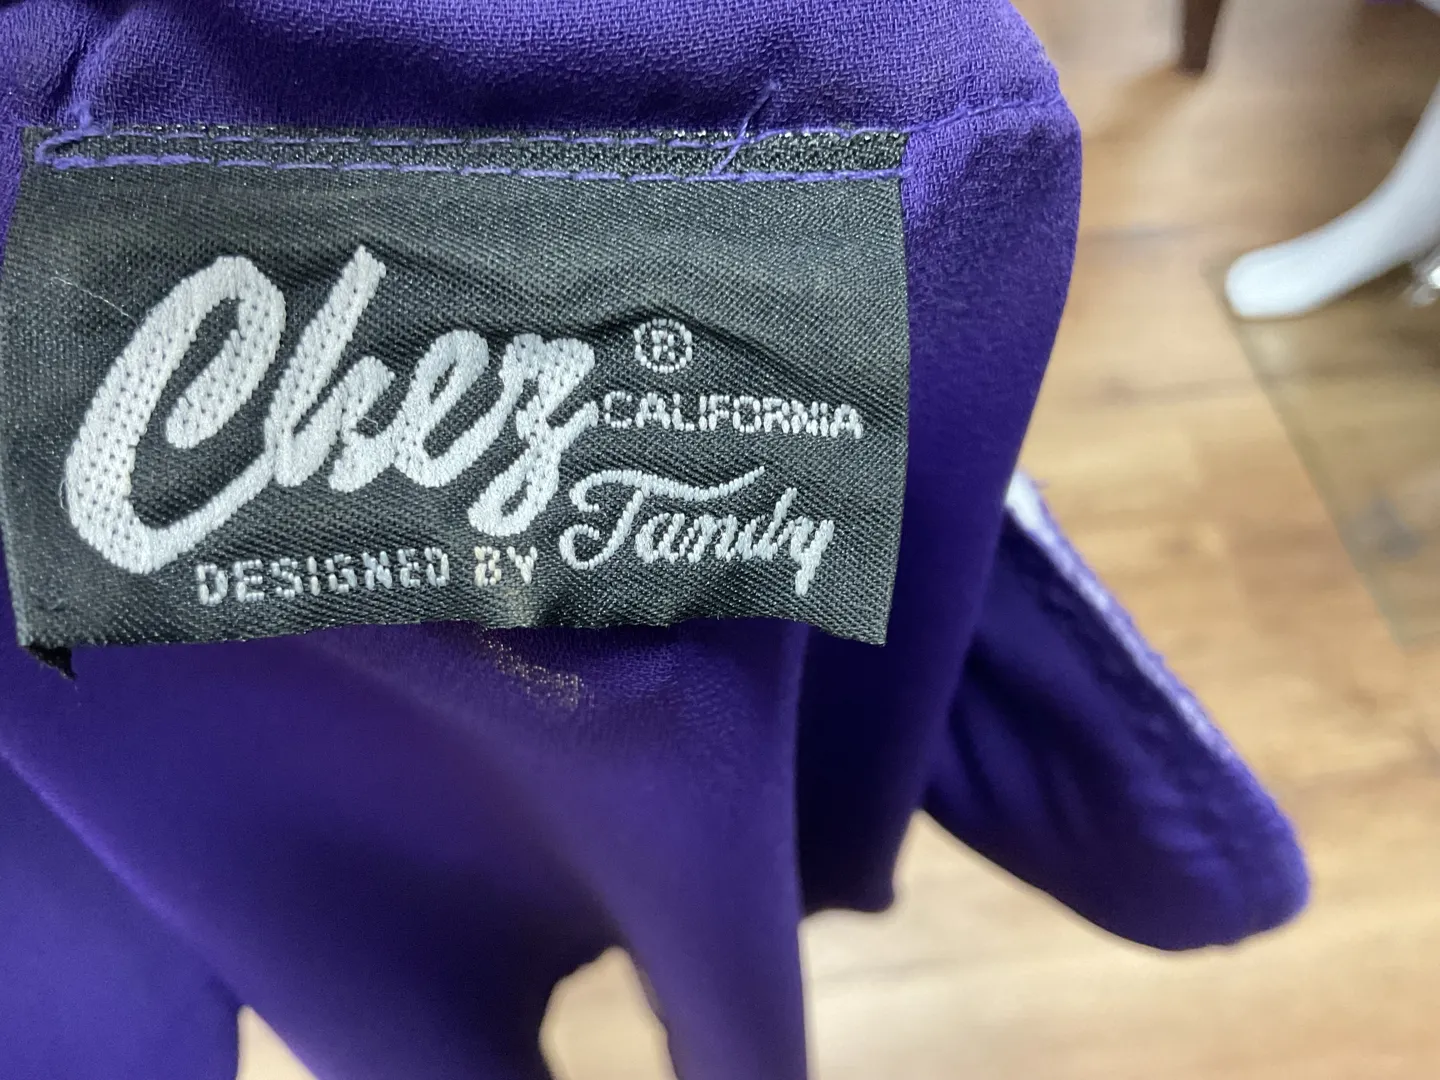 Chez ®
CALIFORNIA
DESIGNED BY Tandy